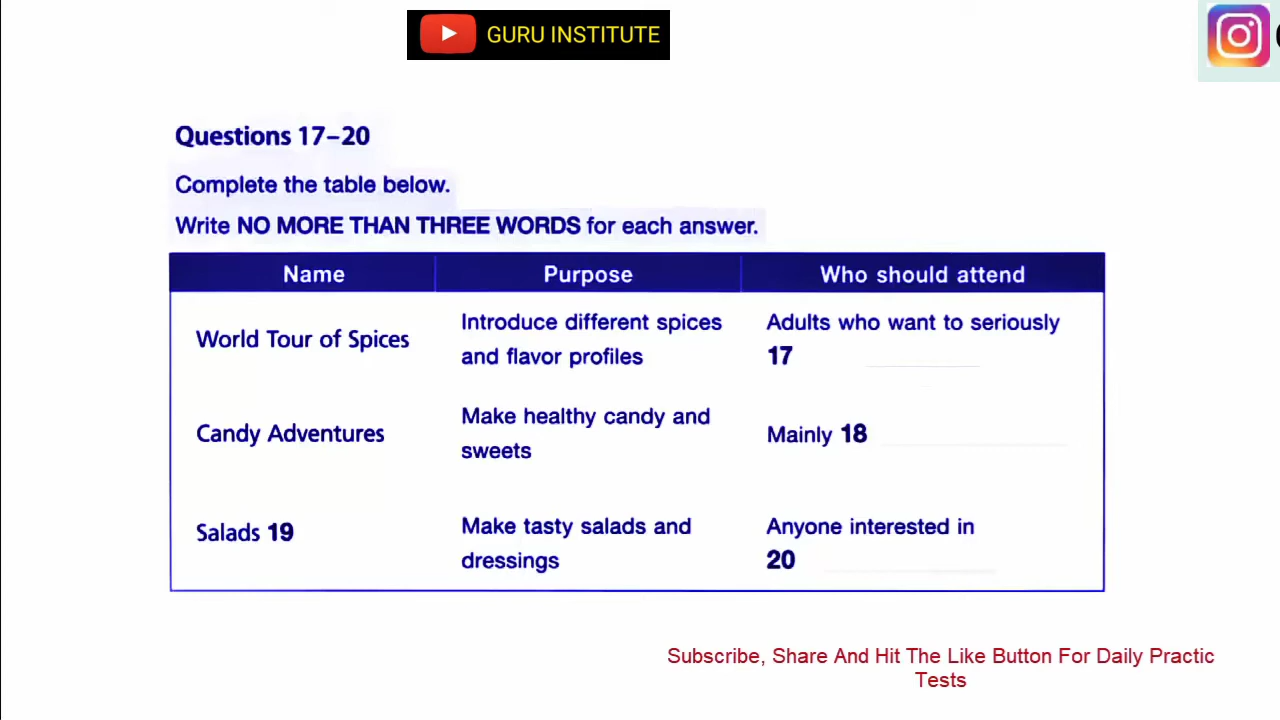 GURU INSTITUTE
Questions 17–20
Complete the table below.
Write NO MORE THAN THREE WORDS for each answer.
Name Purpose Who should attend
World Tour of Spices
Introduce different spices
and flavor profiles
Adults who want to seriously
17
Candy Adventures
Make healthy candy and
sweets
Mainly 18
Salads 19
Make tasty salads and
dressings
Anyone interested in
20
Subscribe, Share And Hit The Like Button For Daily Practic
Tests